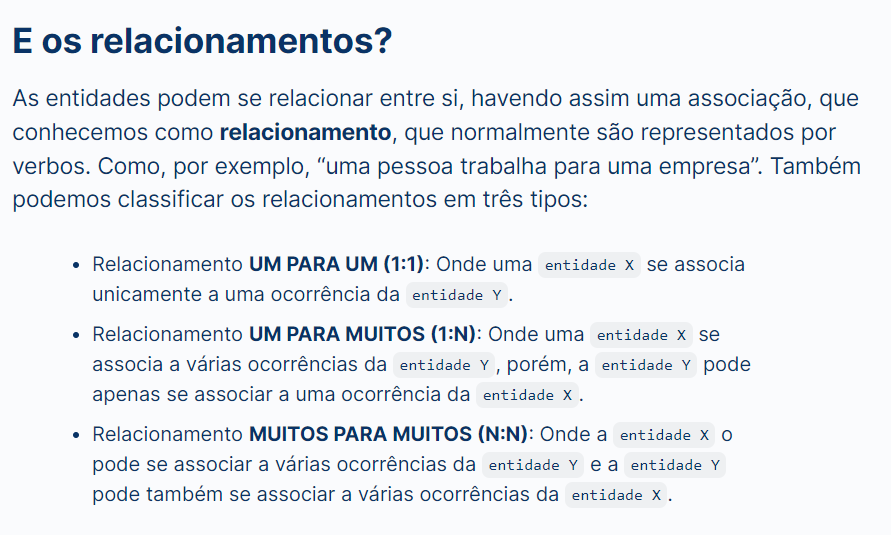 E os relacionamentos?
As entidades podem se relacionar entre si, havendo assim uma associação, que
conhecemos como relacionamento, que normalmente são representados por
verbos. Como, por exemplo, “uma pessoa trabalha para uma empresa”. Também
podemos classificar os relacionamentos em três tipos:
• Relacionamento UM PARA UM (1:1): Onde uma entidade X se associa
unicamente a uma ocorrência da entidade Y.
• Relacionamento UM PARA MUITOS (1:N): Onde uma entidade X se
associa a várias ocorrências da entidade Y, porém, a entidade Y pode
apenas se associar a uma ocorrência da entidade X.
• Relacionamento MUITOS PARA MUITOS (N:N): Onde a entidade X o
pode se associar a várias ocorrências da entidade Y e a entidade Y
pode também se associar a várias ocorrências da entidade X.